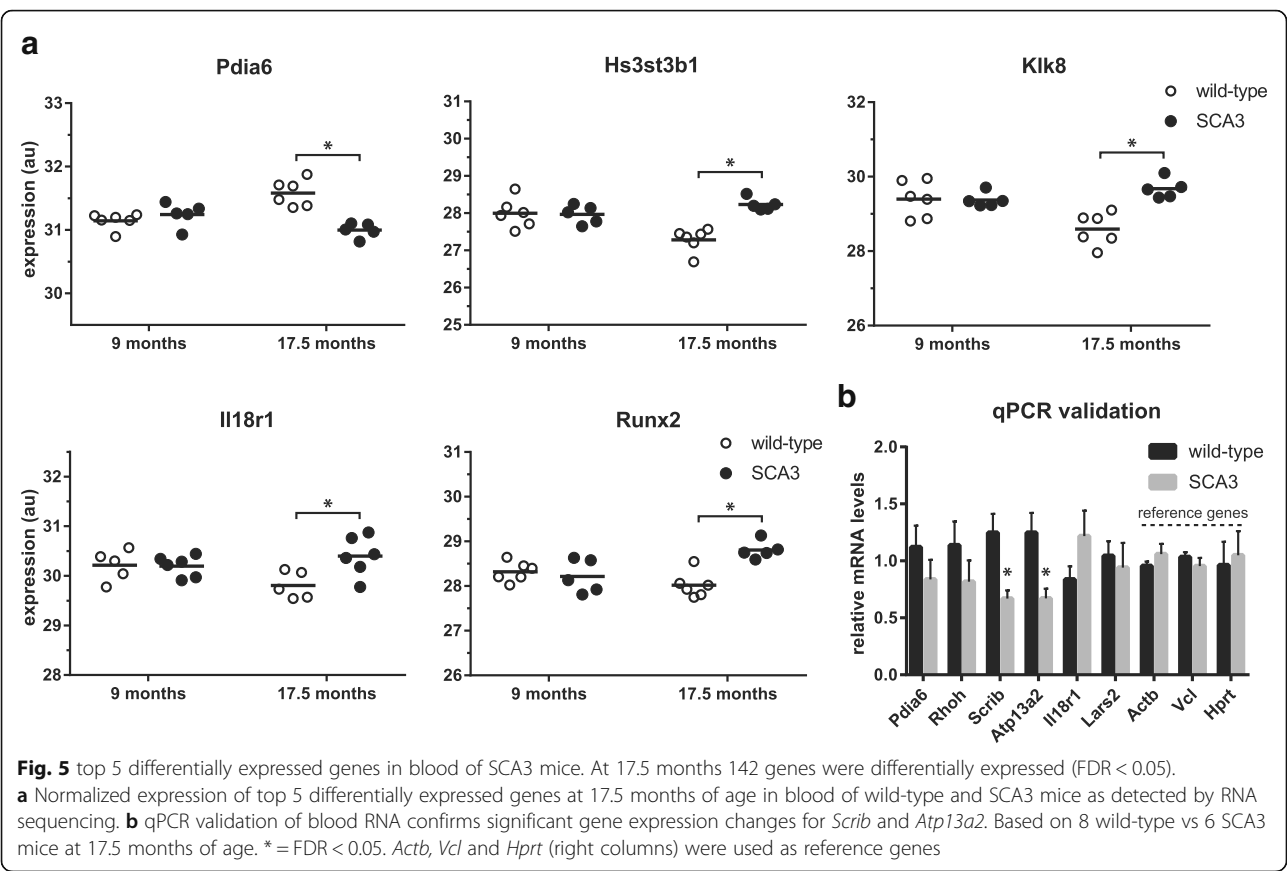 a
Pdia6
33
32
31
30
expression (au)
*
9 months
17.5 months
Hs3st3b1
31
30
29
28
27
26
25
*
9 months
17.5 months
Klk8
wild-type
SCA3
32
30
28
26
*
9 months
17.5 months
Il18r1
32
31
30
29
28
expression (au)
*
9 months
17.5 months
Runx2
wild-type
SCA3
31
30
29
28
27
26
*
9 months
17.5 months
b
qPCR validation
wild-type
SCA3
reference genes
2.0
1.5
1.0
0.5
0.0
relative mRNA levels
*
*
Pdia6
Rhoh
Scrib
Atp13a2
Il18r1
Lars2
Actb
Vcl
Hprt
Fig. 5 top 5 differentially expressed genes in blood of SCA3 mice. At 17.5 months 142 genes were differentially expressed (FDR < 0.05).
a Normalized expression of top 5 differentially expressed genes at 17.5 months of age in blood of wild-type and SCA3 mice as detected by RNA
sequencing. b qPCR validation of blood RNA confirms significant gene expression changes for Scrib and Atp13a2. Based on 8 wild-type vs 6 SCA3
mice at 17.5 months of age. * = FDR < 0.05. Actb, Vcl and Hprt (right columns) were used as reference genes